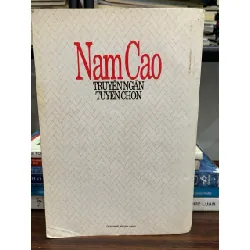 Nam Cao
TRUYỆN NGẮN
TUYỂN CHỌN